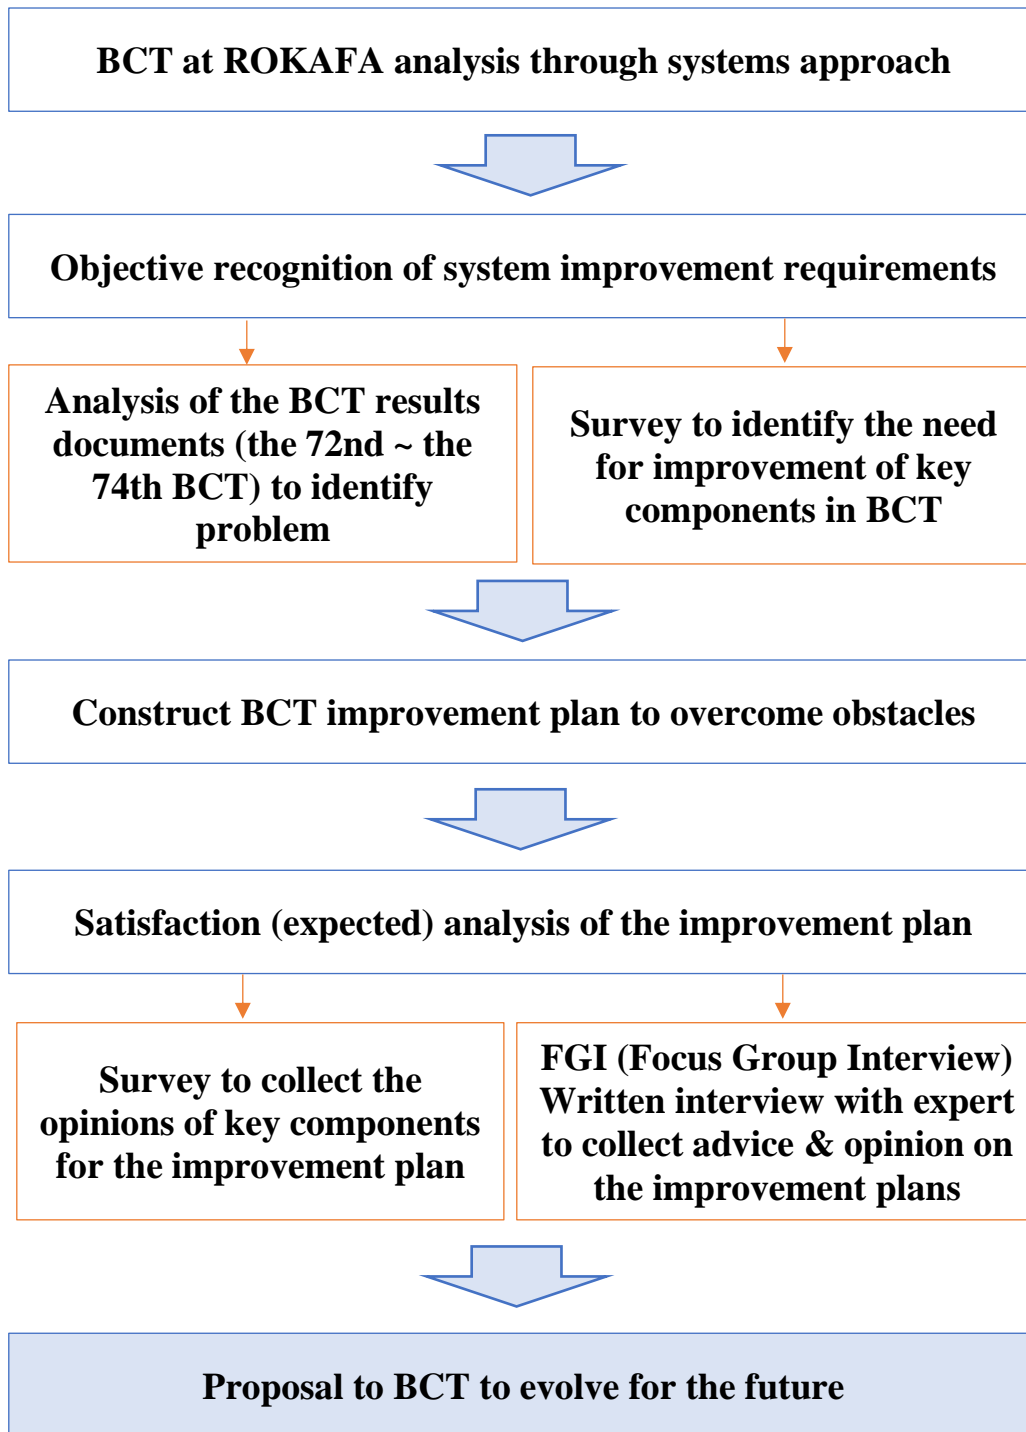 BCT at ROKAFA analysis through systems approach
Objective recognition of system improvement requirements
Analysis of the BCT results
documents (the 72nd ~ the
74th BCT) to identify
problem
Survey to identify the need
for improvement of key
components in BCT
Construct BCT improvement plan to overcome obstacles
Satisfaction (expected) analysis of the improvement plan
Survey to collect the
opinions of key components
for the improvement plan
FGI (Focus Group Interview)
Written interview with expert
to collect advice & opinion on
the improvement plans
Proposal to BCT to evolve for the future